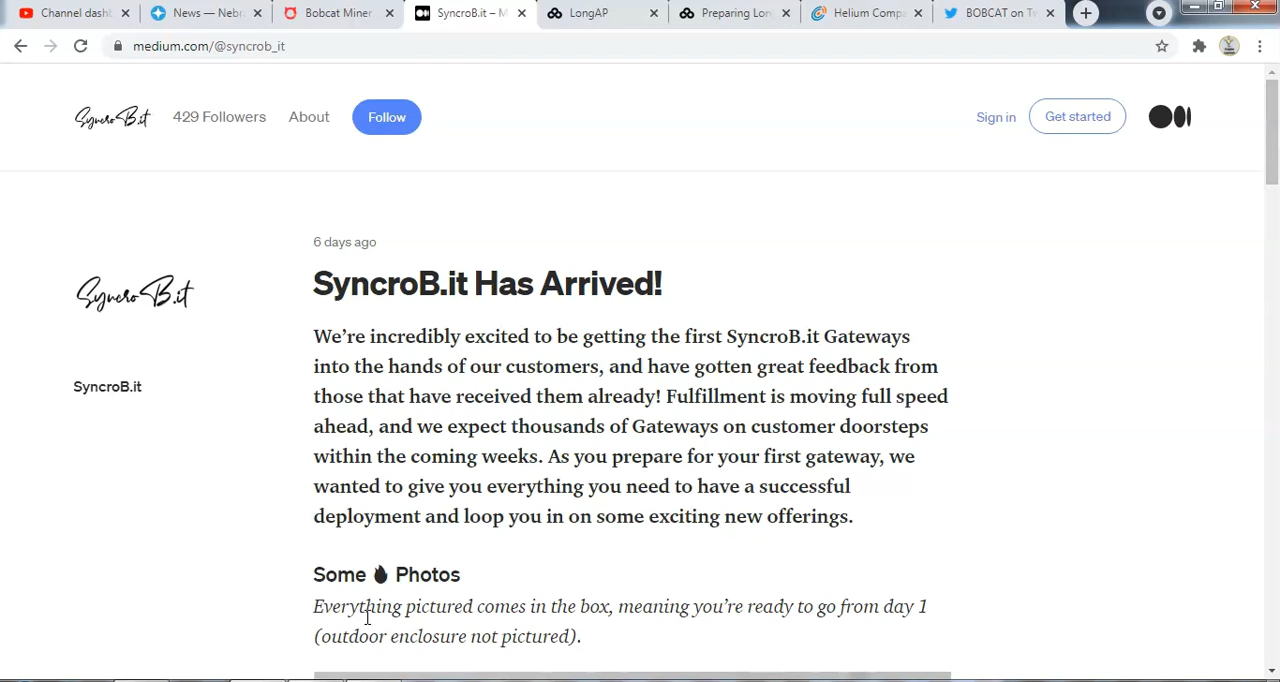 Channel dash
News — Nebr
Bobcat Miner
SyncroB.it – M
LongAP
Preparing Lon
Helium Comp
BOBCAT on Tw
medium.com/@syncrob_it
SyncroB.it
429 Followers
About
Follow
Sign in
Get started
SyncroB.it
SyncroB.it
6 days ago
SyncroB.it Has Arrived!
We’re incredibly excited to be getting the first SyncroB.it Gateways
into the hands of our customers, and have gotten great feedback from
those that have received them already! Fulfillment is moving full speed
ahead, and we expect thousands of Gateways on customer doorsteps
within the coming weeks. As you prepare for your first gateway, we
wanted to give you everything you need to have a successful
deployment and loop you in on some exciting new offerings.
Some 🔥 Photos
Everything pictured comes in the box, meaning you’re ready to go from day 1
(outdoor enclosure not pictured).